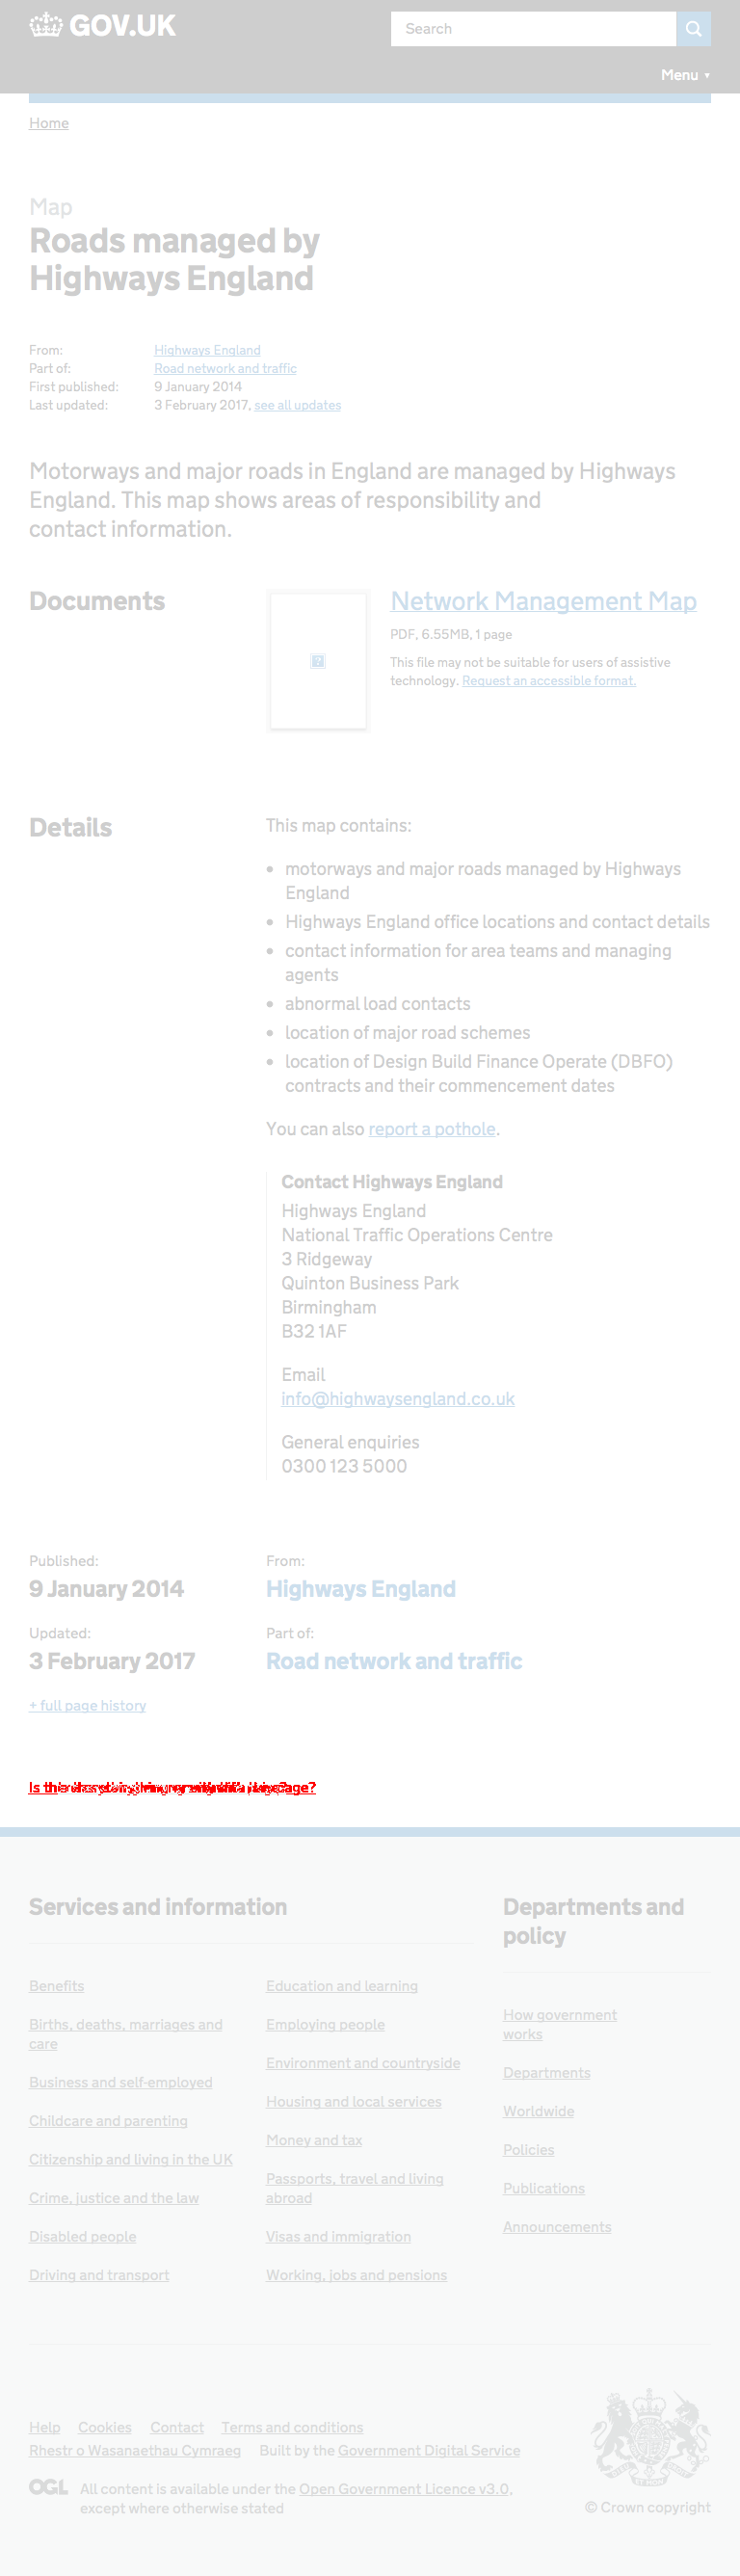 GOV.UK
Search
Menu ▼
Home
Map
Roads managed by
Highways England
From: Highways England
Part of: Road network and traffic
First published: 9 January 2014
Last updated: 3 February 2017, see all updates
Motorways and major roads in England are managed by Highways
England. This map shows areas of responsibility and
contact information.
Documents
Network Management Map
PDF, 6.55MB, 1 page
This file may not be suitable for users of assistive
technology. Request an accessible format.
Details
This map contains:
• motorways and major roads managed by Highways
England
• Highways England office locations and contact details
• contact information for area teams and managing
agents
• abnormal load contacts
• location of major road schemes
• location of Design Build Finance Operate (DBFO)
contracts and their commencement dates
You can also report a pothole.
Contact Highways England
Highways England
National Traffic Operations Centre
3 Ridgeway
Quinton Business Park
Birmingham
B32 1AF
Email
info@highwaysengland.co.uk
General enquiries
0300 123 5000
Published:
9 January 2014
From:
Highways England
Updated:
3 February 2017
Part of:
Road network and traffic
+ full page history
Services and information
Benefits
Births, deaths, marriages and
care
Business and self-employed
Childcare and parenting
Citizenship and living in the UK
Crime, justice and the law
Disabled people
Driving and transport
Education and learning
Employing people
Environment and countryside
Housing and local services
Money and tax
Passports, travel and living
abroad
Visas and immigration
Working, jobs and pensions
Departments and
policy
How government
works
Departments
Worldwide
Policies
Publications
Announcements
Help Cookies Contact Terms and conditions
Rhestr o Wasanaethau Cymraeg Built by the Government Digital Service
OGL All content is available under the Open Government Licence v3.0,
except where otherwise stated
© Crown copyright